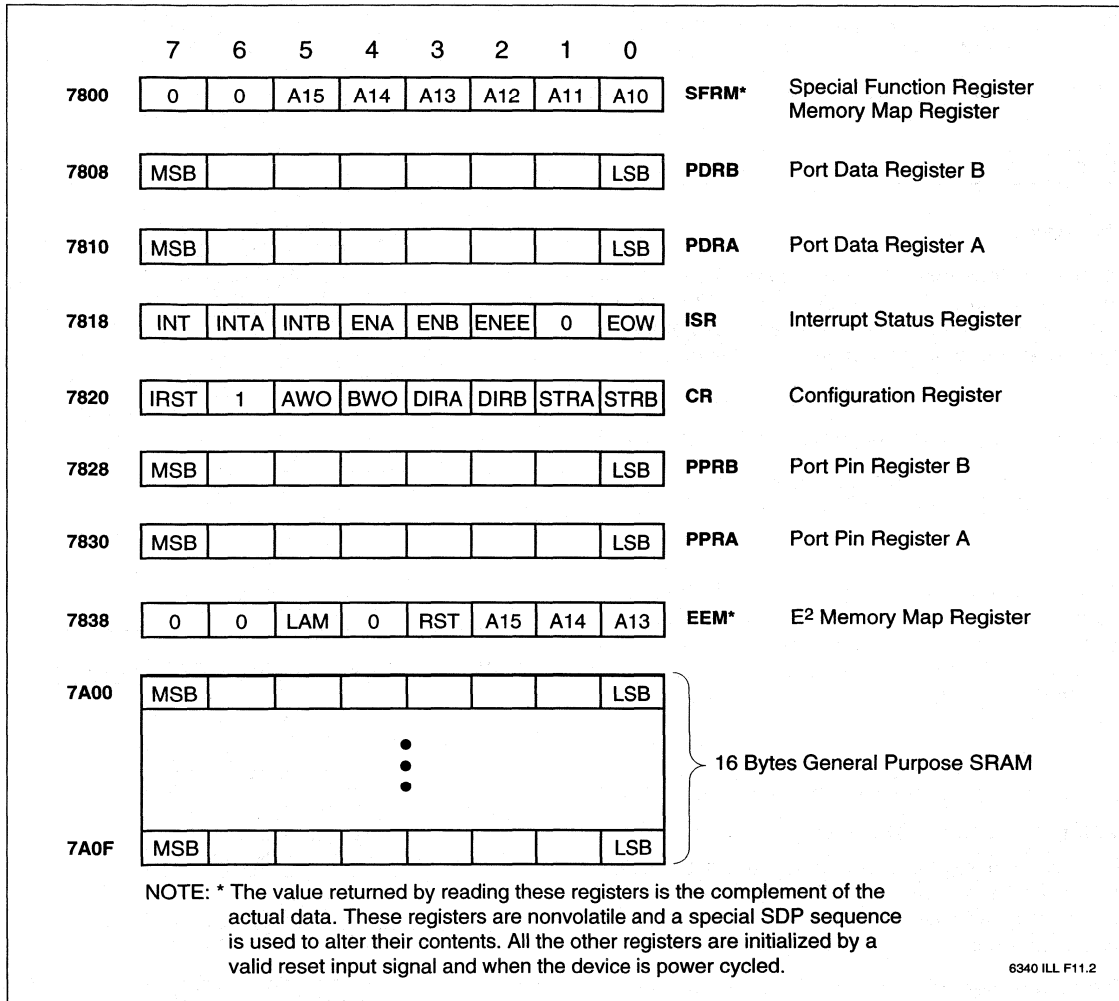 7 6 5 4 3 2 1 0
7800 0 0 A15 A14 A13 A12 A11 A10 SFRM* Special Function Register
Memory Map Register
7808 MSB LSB PDRB Port Data Register B
7810 MSB LSB PDRA Port Data Register A
7818 INT INTA INTB ENA ENB ENEE 0 EOW ISR Interrupt Status Register
7820 IRST 1 AWO BWO DIRA DIRB STRA STRB CR Configuration Register
7828 MSB LSB PPRB Port Pin Register B
7830 MSB LSB PPRA Port Pin Register A
7838 0 0 LAM 0 RST A15 A14 A13 EEM* E² Memory Map Register
7A00 MSB LSB
16 Bytes General Purpose SRAM
7A0F MSB LSB
NOTE: * The value returned by reading these registers is the complement of the
actual data. These registers are nonvolatile and a special SDP sequence
is used to alter their contents. All the other registers are initialized by a
valid reset input signal and when the device is power cycled.
6340 ILL F11.2